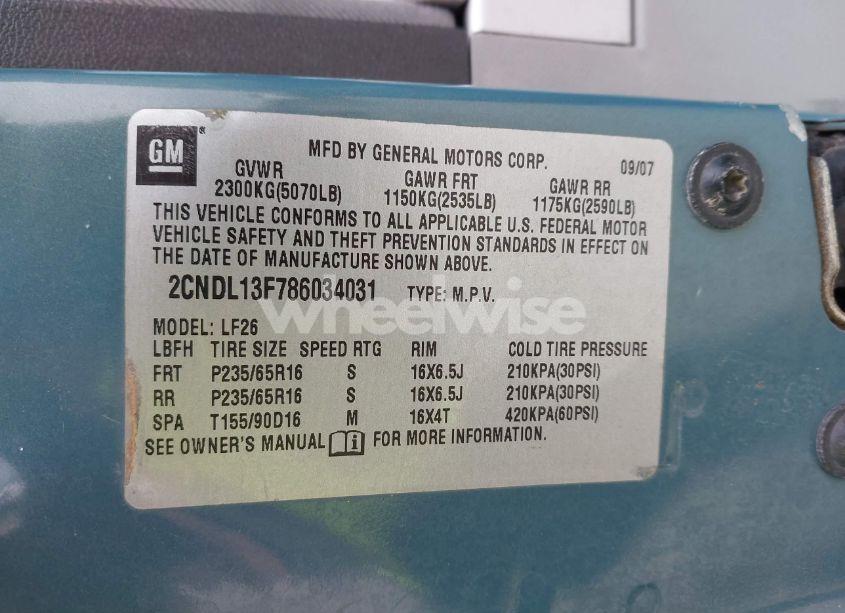 GM
MFD BY GENERAL MOTORS CORP. 09/07
GVWR GAWR FRT GAWR RR
2300KG(5070LB) 1150KG(2535LB) 1175KG(2590LB)
THIS VEHICLE CONFORMS TO ALL APPLICABLE U.S. FEDERAL MOTOR
VEHICLE SAFETY AND THEFT PREVENTION STANDARDS IN EFFECT ON
THE DATE OF MANUFACTURE SHOWN ABOVE.
2CNDL13F786034031 TYPE: M.P.V.
wheelwise
MODEL: LF26
LBFH TIRE SIZE SPEED RTG RIM COLD TIRE PRESSURE
FRT P235/65R16 S 16X6.5J 210KPA(30PSI)
RR P235/65R16 S 16X6.5J 210KPA(30PSI)
SPA T155/90D16 M 16X4T 420KPA(60PSI)
SEE OWNER'S MANUAL FOR MORE INFORMATION.